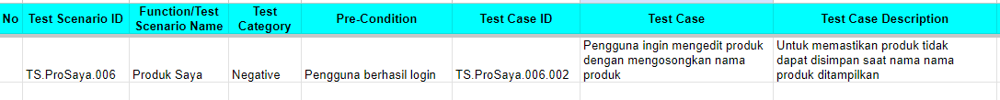 No Test Scenario ID Function/Test Scenario Name Test Category Pre-Condition Test Case ID Test Case Test Case Description
TS.ProSaya.006 Produk Saya Negative Pengguna berhasil login TS.ProSaya.006.002 Pengguna ingin mengedit produk dengan mengosongkan nama produk Untuk memastikan produk tidak dapat disimpan saat nama nama produk ditampilkan